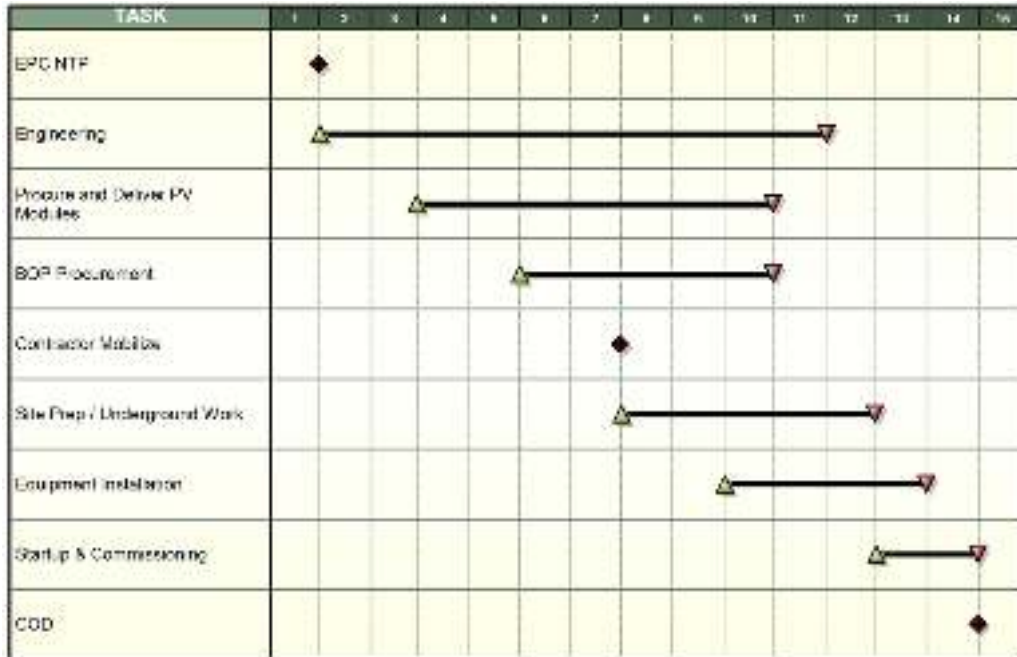 TASK 1 2 3 4 5 6 7 8 9 10 11 12 13 14 15
EPC NTP
Engineering
Procure and Deliver PV
Modules
BOP Procurement
Contractor Mobilize
Site Prep / Underground Work
Equipment Installation
Startup & Commissioning
COD